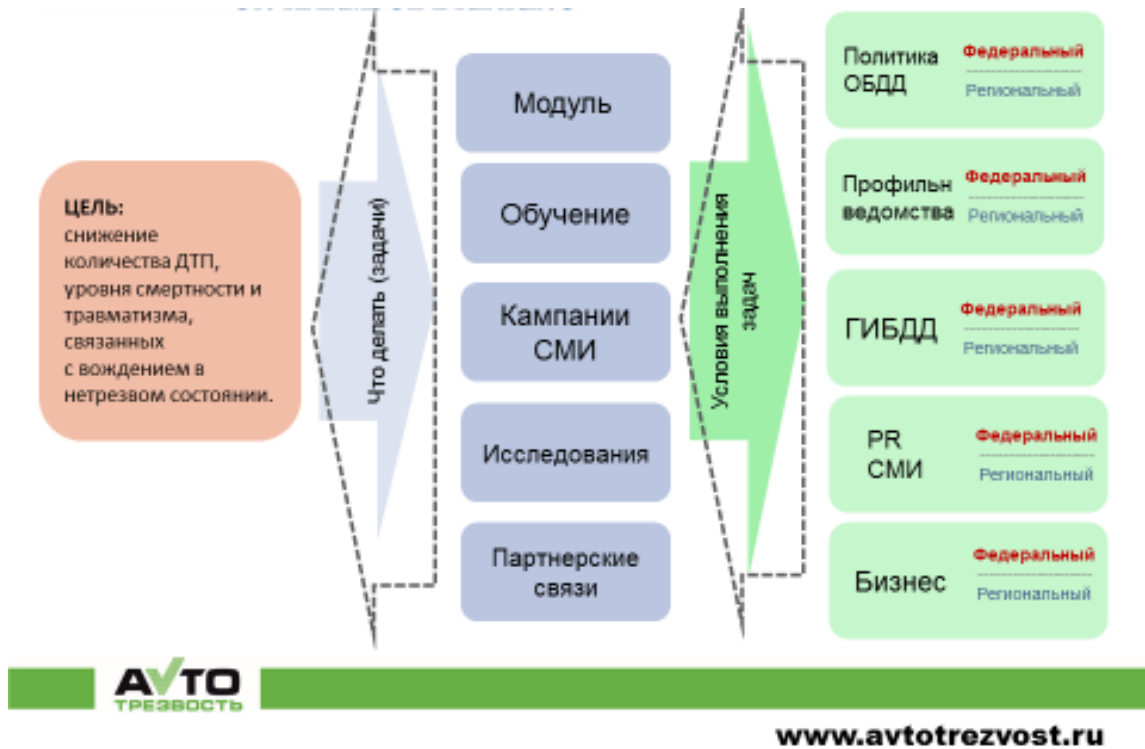 ЦЕЛЬ:
снижение
количества ДТП,
уровня смертности и
травматизма,
связанных
с вождением в
нетрезвом состоянии.
Что делать (задачи)
Модуль
Обучение
Кампании
СМИ
Исследования
Партнерские
связи
Условия выполнения
задач
Политика
ОБДД
Федеральный
Региональный
Профильн
ведомства
Федеральный
Региональный
ГИБДД
Федеральный
Региональный
PR
СМИ
Федеральный
Региональный
Бизнес
Федеральный
Региональный
AVTO
ТРЕЗВОСТЬ
www.avtotrezvost.ru